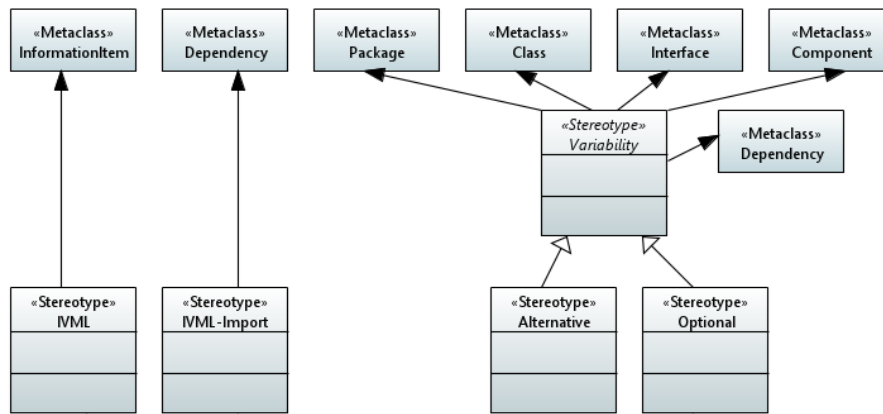 «Metaclass»
InformationItem
«Metaclass»
Dependency
«Metaclass»
Package
«Metaclass»
Class
«Metaclass»
Interface
«Metaclass»
Component
«Stereotype»
Variability
«Metaclass»
Dependency
«Stereotype»
IVML
«Stereotype»
IVML-Import
«Stereotype»
Alternative
«Stereotype»
Optional